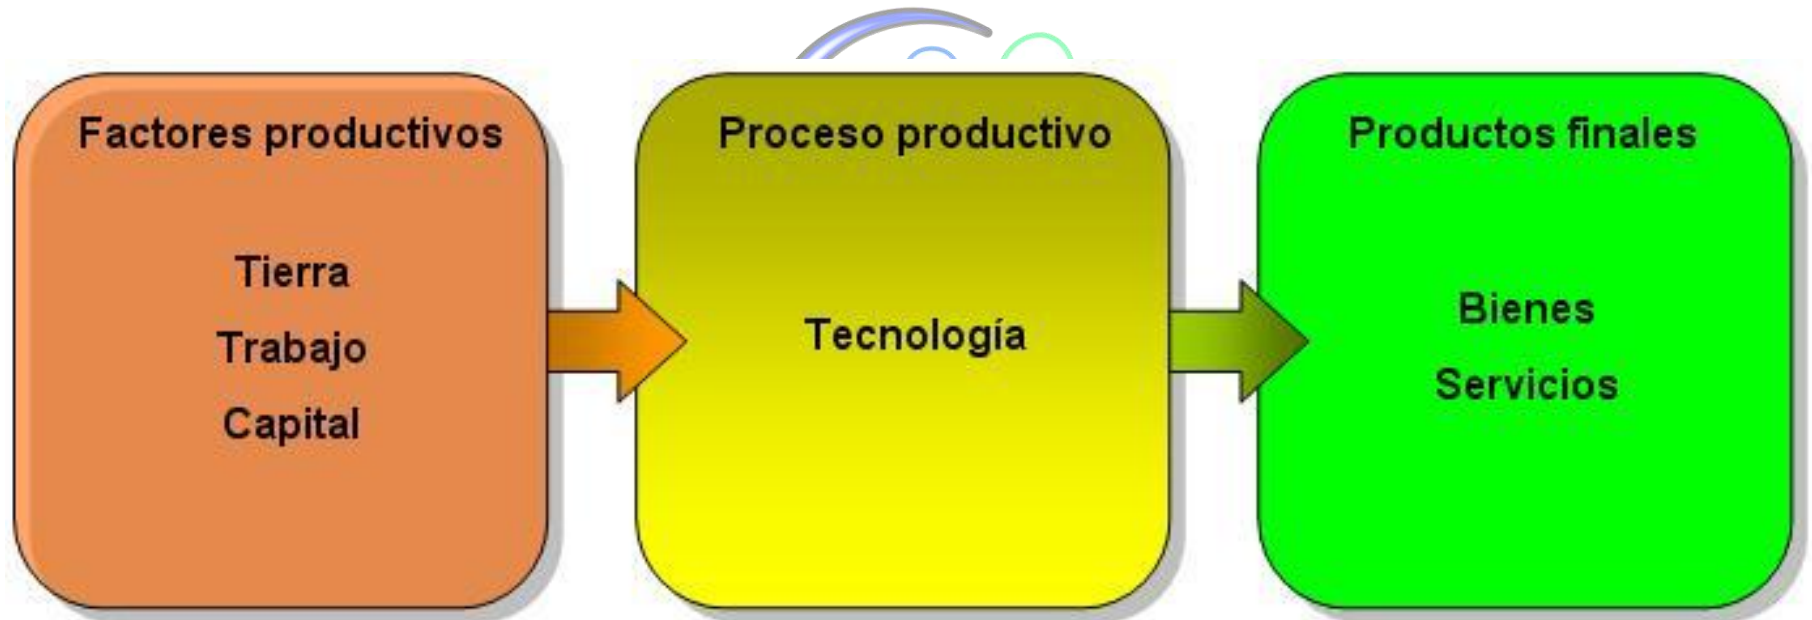 Factores productivos
Tierra
Trabajo
Capital
Proceso productivo
Tecnología
Productos finales
Bienes
Servicios